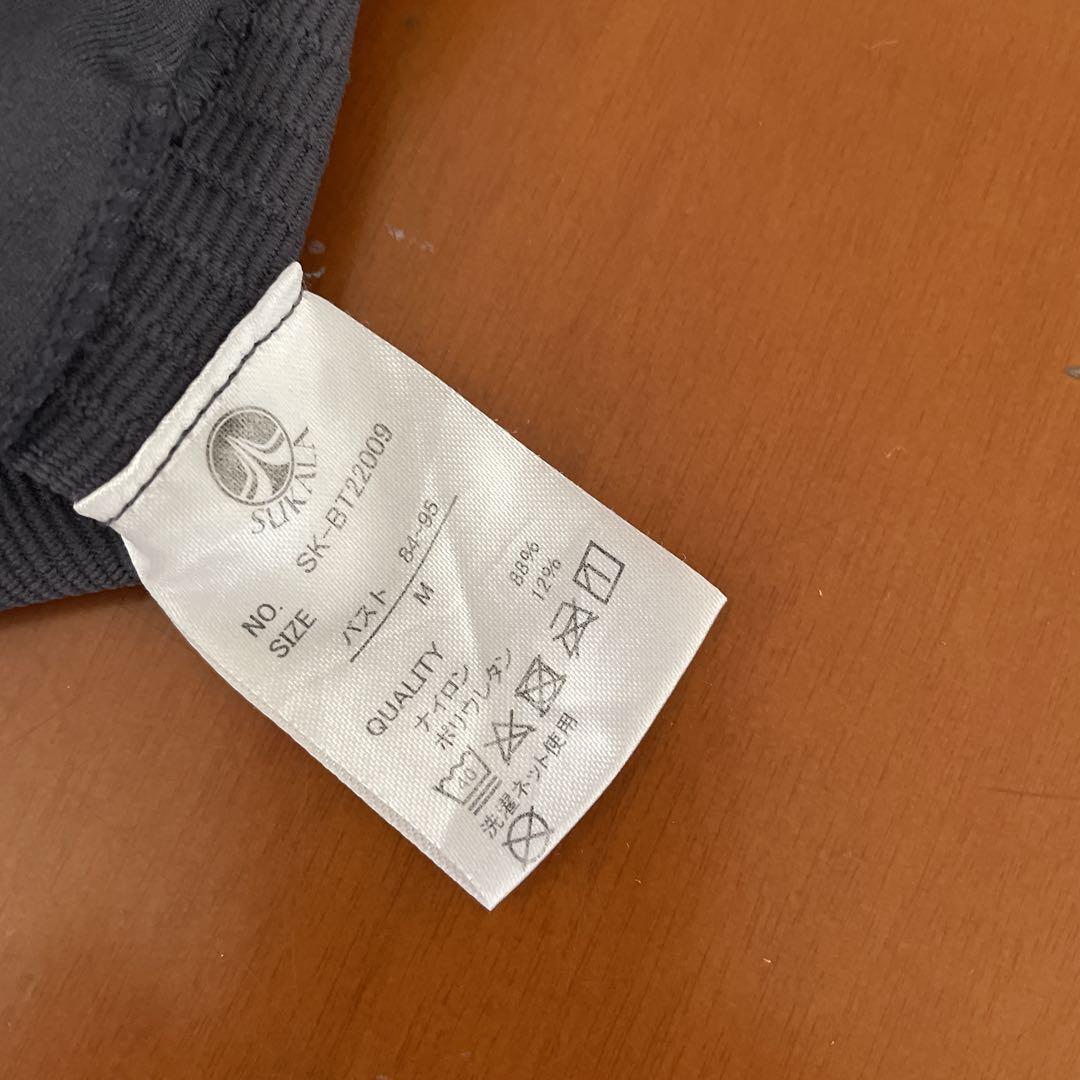 SUKALA
NO. SK-BT22009
SIZE
バスト 84-95
M
QUALITY
ナイロン 88%
ポリウレタン 12%
40
洗濯ネット使用